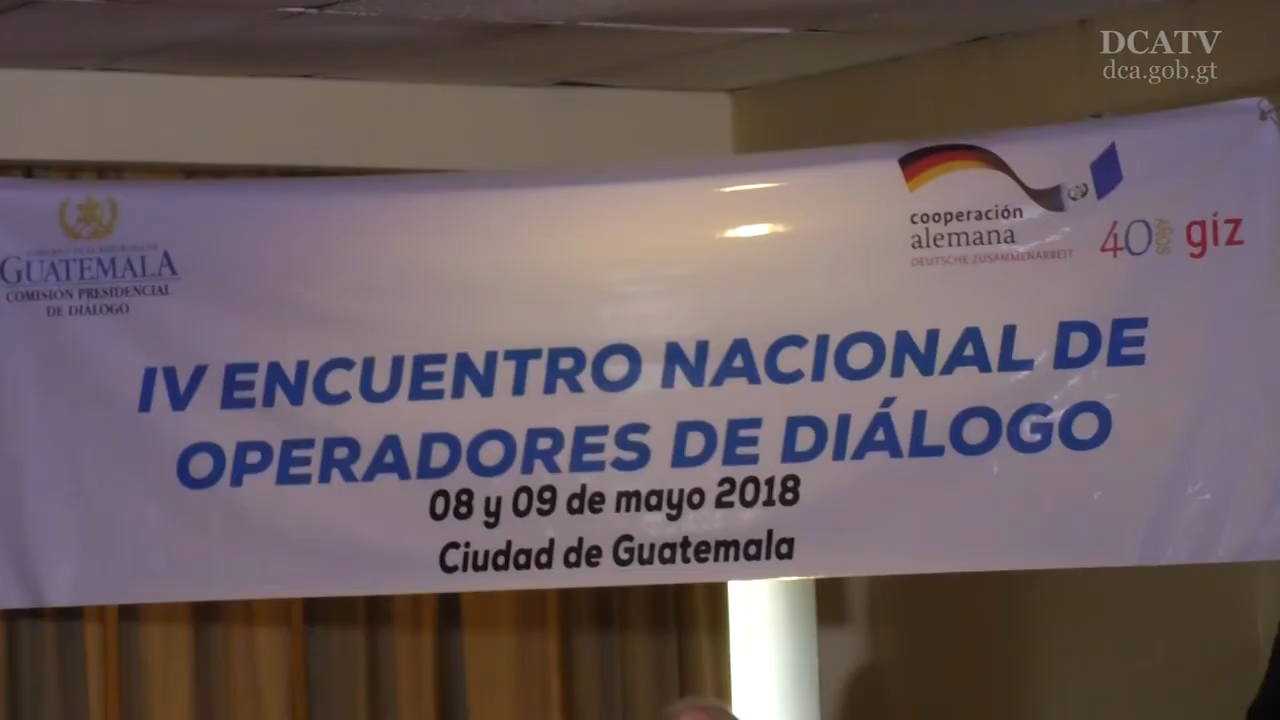 DCATV
dca.gob.gt
GUATEMALA
COMISIÓN PRESIDENCIAL
DE DIÁLOGO
cooperación
alemana
DEUTSCHE ZUSAMMENARBEIT
40 AÑOS
giz
IV ENCUENTRO NACIONAL DE
OPERADORES DE DIÁLOGO
08 y 09 de mayo 2018
Ciudad de Guatemala